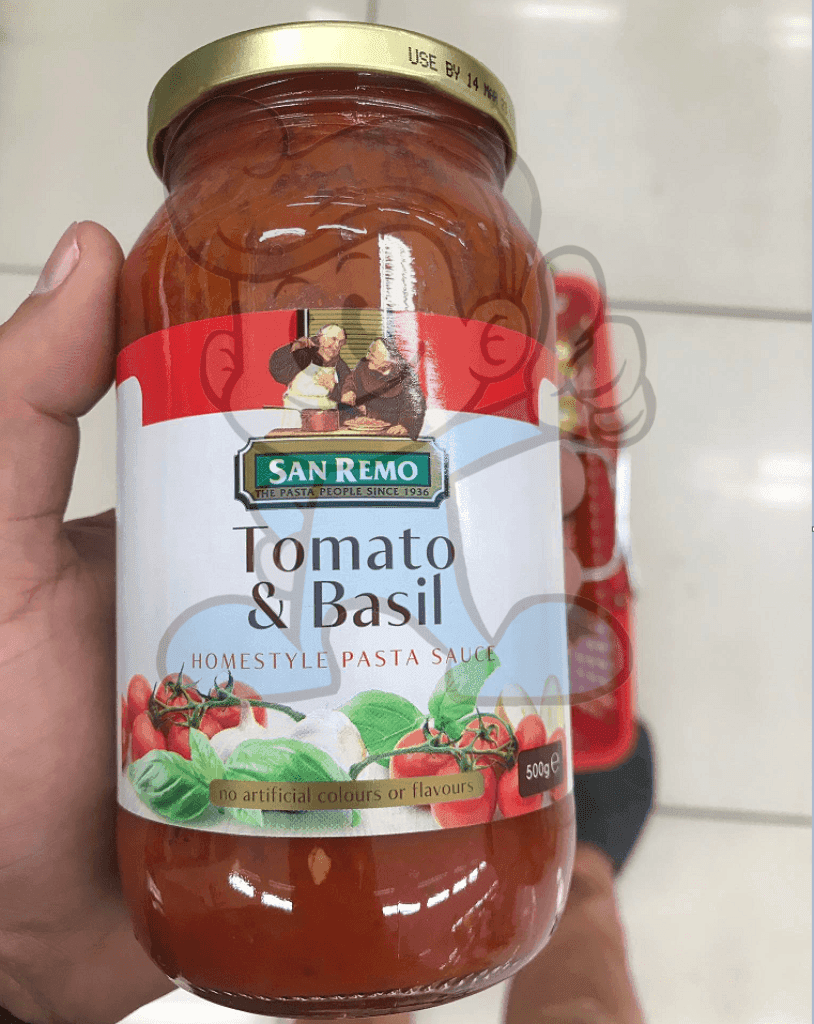 USE BY 14 MAR
SAN REMO
THE PASTA PEOPLE SINCE 1936
Tomato
& Basil
HOMESTYLE PASTA SAUCE
500g ℮
no artificial colours or flavours